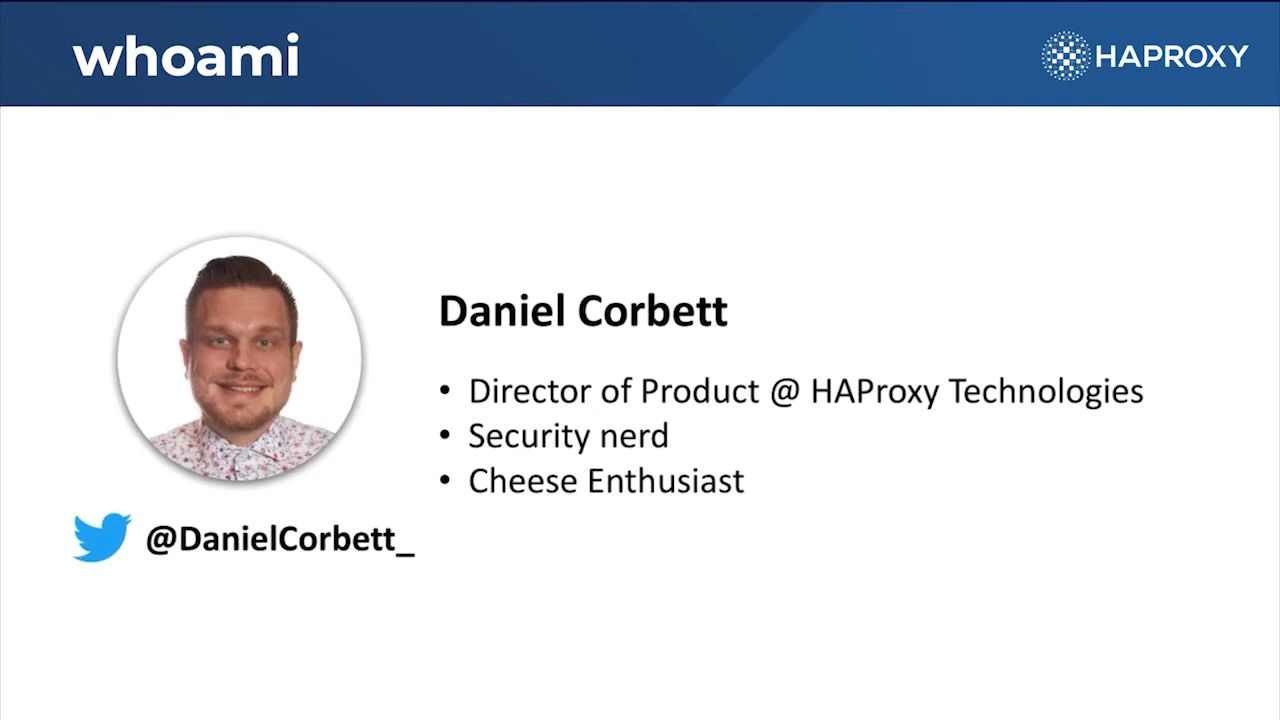 whoami
HAPROXY
Daniel Corbett
• Director of Product @ HAProxy Technologies
• Security nerd
• Cheese Enthusiast
@DanielCorbett_